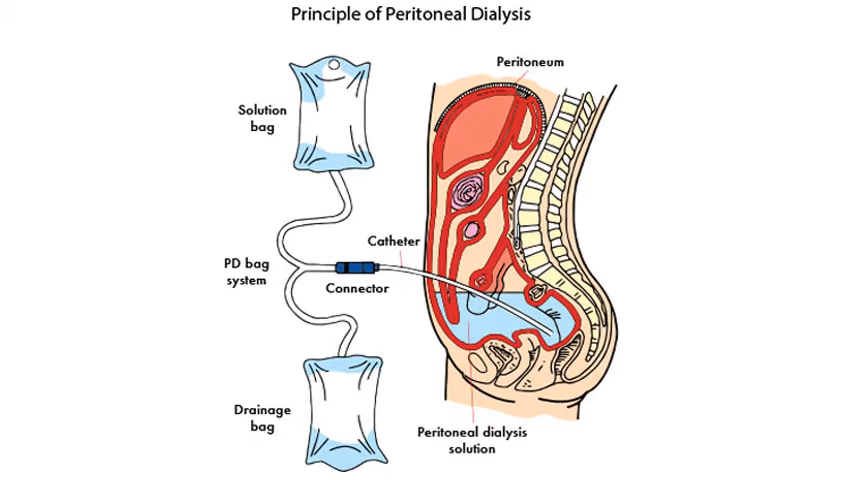 Principle of Peritoneal Dialysis
Peritoneum
Solution
bag
Catheter
PD bag
system
Connector
Drainage
bag
Peritoneal dialysis
solution